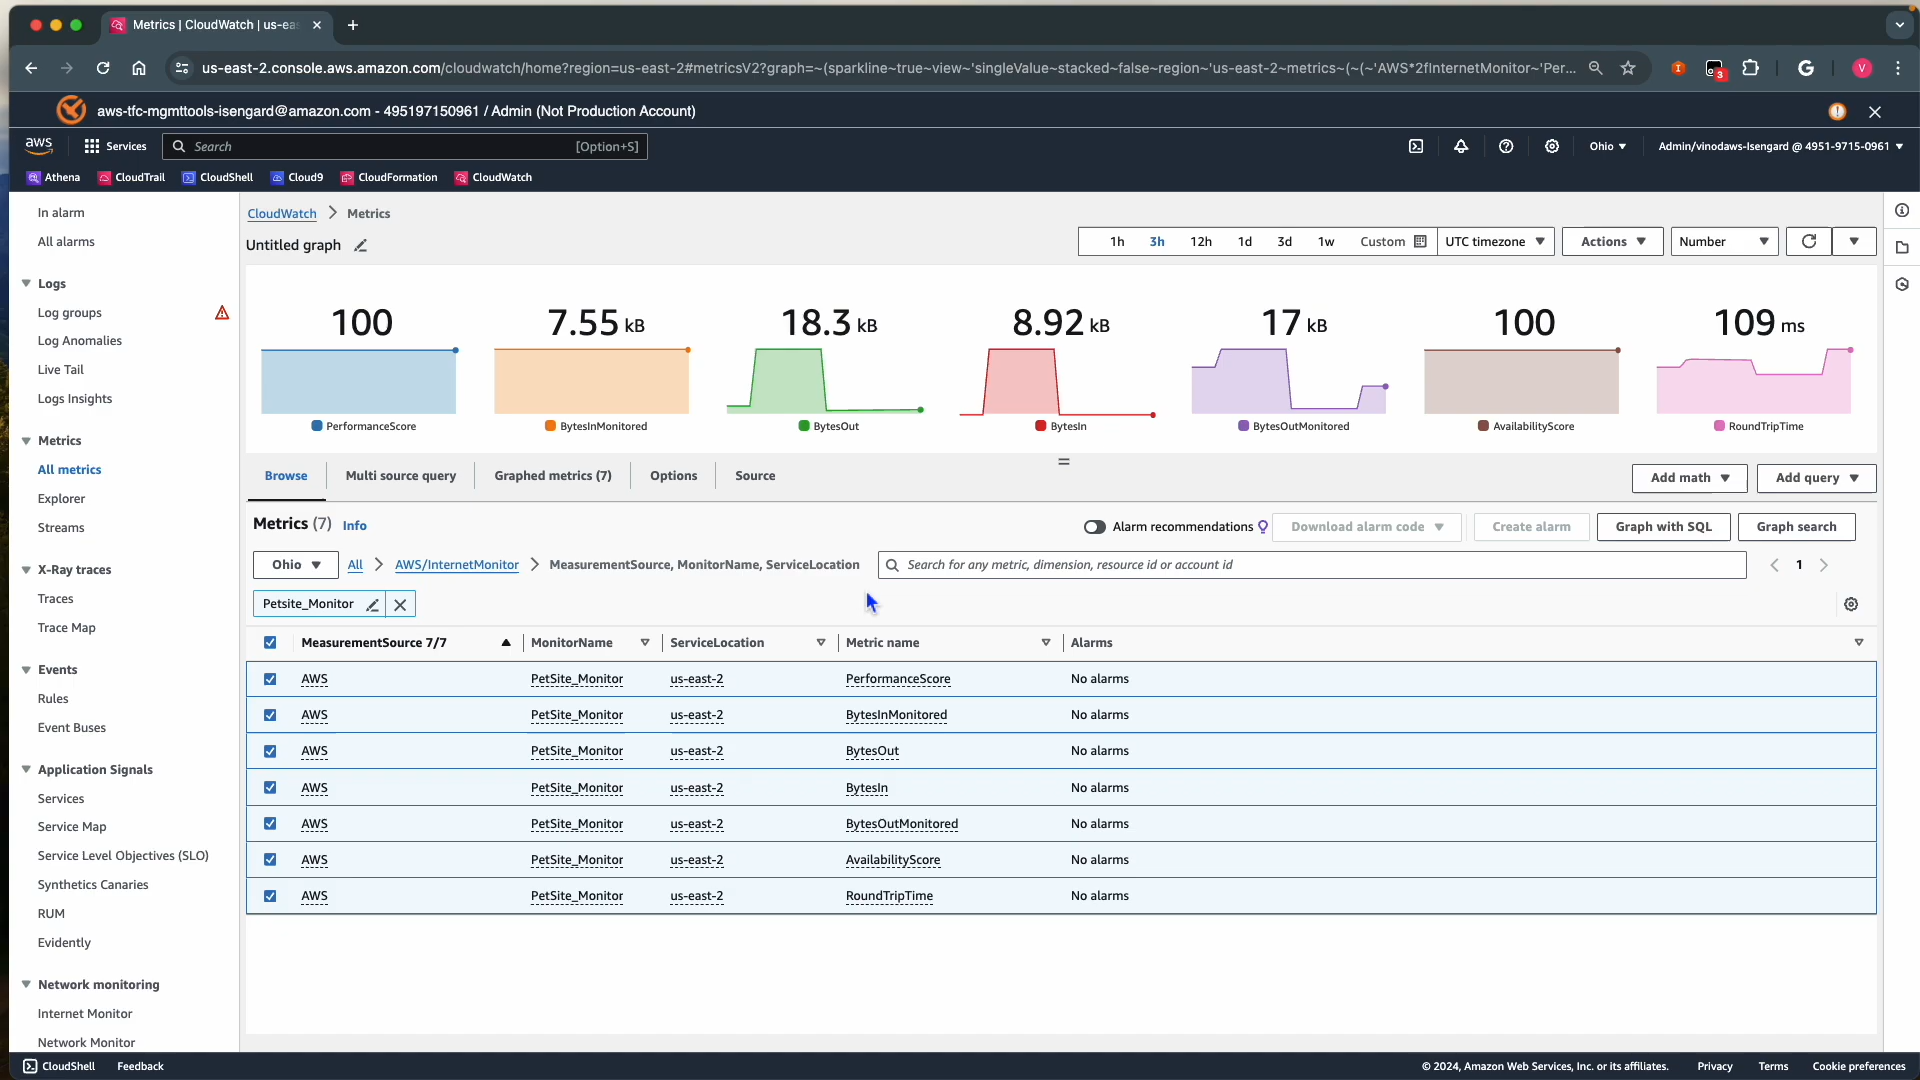 Metrics | CloudWatch | us-eas
us-east-2.console.aws.amazon.com/cloudwatch/home?region=us-east-2#metricsV2?graph=~(sparkline~true~view~'singleValue~stacked~false~region~'us-east-2~metrics~(~(~'AWS*2fInternetMonitor~'Per...
3
G
V
aws-tfc-mgmttools-isengard@amazon.com - 495197150961 / Admin (Not Production Account)
aws
Services
Search
[Option+S]
Ohio
Admin/vinodaws-Isengard @ 4951-9715-0961
Athena
CloudTrail
CloudShell
Cloud9
CloudFormation
CloudWatch
In alarm
All alarms
Logs
Log groups
Log Anomalies
Live Tail
Logs Insights
Metrics
All metrics
Explorer
Streams
X-Ray traces
Traces
Trace Map
Events
Rules
Event Buses
Application Signals
Services
Service Map
Service Level Objectives (SLO)
Synthetics Canaries
RUM
Evidently
Network monitoring
Internet Monitor
Network Monitor
CloudWatch > Metrics
Untitled graph
1h 3h 12h 1d 3d 1w Custom
UTC timezone
Actions
Number
100 7.55 kB 18.3 kB 8.92 kB 17 kB 100 109 ms
PerformanceScore BytesInMonitored BytesOut BytesIn BytesOutMonitored AvailabilityScore RoundTripTime
Browse Multi source query Graphed metrics (7) Options Source
Add math Add query
Metrics (7) Info
Alarm recommendations
Download alarm code
Create alarm
Graph with SQL
Graph search
Ohio
All > AWS/InternetMonitor > MeasurementSource, MonitorName, ServiceLocation
Search for any metric, dimension, resource id or account id
1
Petsite_Monitor
MeasurementSource 7/7 MonitorName ServiceLocation Metric name Alarms
AWS PetSite_Monitor us-east-2 PerformanceScore No alarms
AWS PetSite_Monitor us-east-2 BytesInMonitored No alarms
AWS PetSite_Monitor us-east-2 BytesOut No alarms
AWS PetSite_Monitor us-east-2 BytesIn No alarms
AWS PetSite_Monitor us-east-2 BytesOutMonitored No alarms
AWS PetSite_Monitor us-east-2 AvailabilityScore No alarms
AWS PetSite_Monitor us-east-2 RoundTripTime No alarms
CloudShell Feedback
© 2024, Amazon Web Services, Inc. or its affiliates. Privacy Terms Cookie preferences